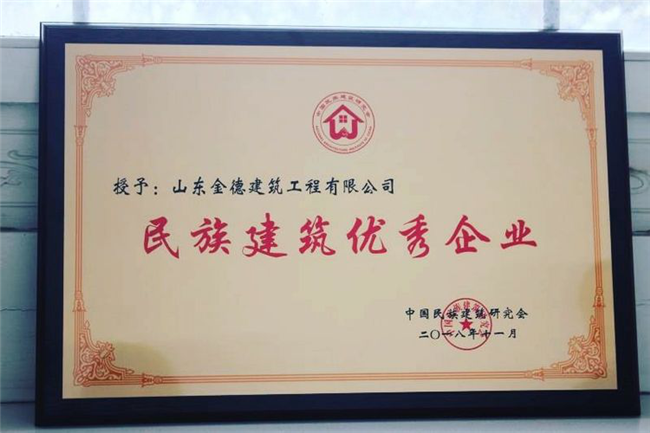 授予：山东金德建筑工程有限公司
民族建筑优秀企业
中国民族建筑研究会
二〇一八年十一月